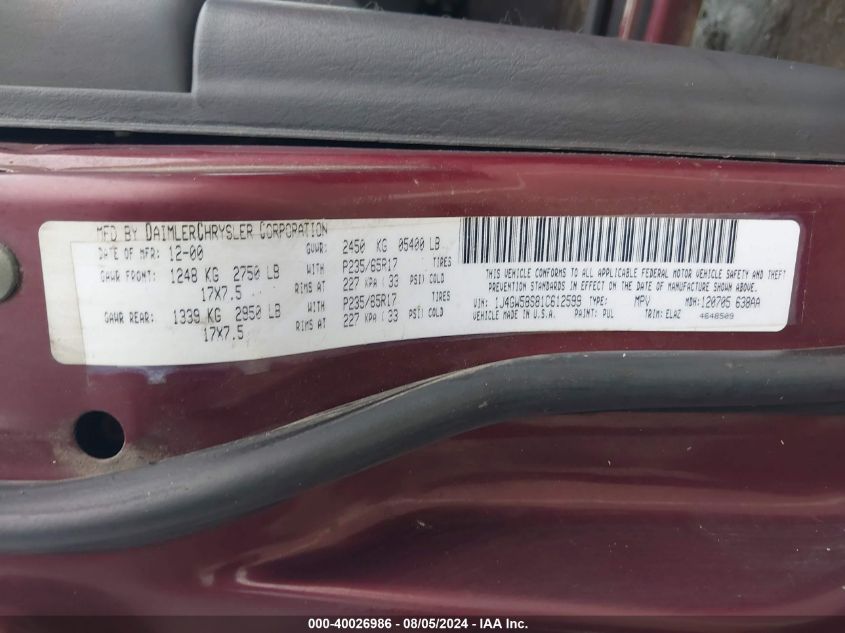 MFD BY DAIMLERCHRYSLER CORPORATION
DATE OF MFR: 12-00 GVWR: 2450 KG 05400 LB
GAWR FRONT: 1248 KG 2750 LB WITH P235/65R17 TIRES
17X7.5 RIMS AT 227 KPA (33 PSI) COLD
GAWR REAR: 1339 KG 2950 LB WITH P235/65R17 TIRES
17X7.5 RIMS AT 227 KPA (33 PSI) COLD
THIS VEHICLE CONFORMS TO ALL APPLICABLE FEDERAL MOTOR VEHICLE SAFETY AND THEFT
PREVENTION STANDARDS IN EFFECT ON THE DATE OF MANUFACTURE SHOWN ABOVE.
VIN: 1J4GW58S81C612599 TYPE: MPV MDH: 120705 638AA
MADE IN U.S.A. PAINT: PUL TRIM: ELAZ 4648509
000-40026986 - 08/05/2024 - IAA Inc.